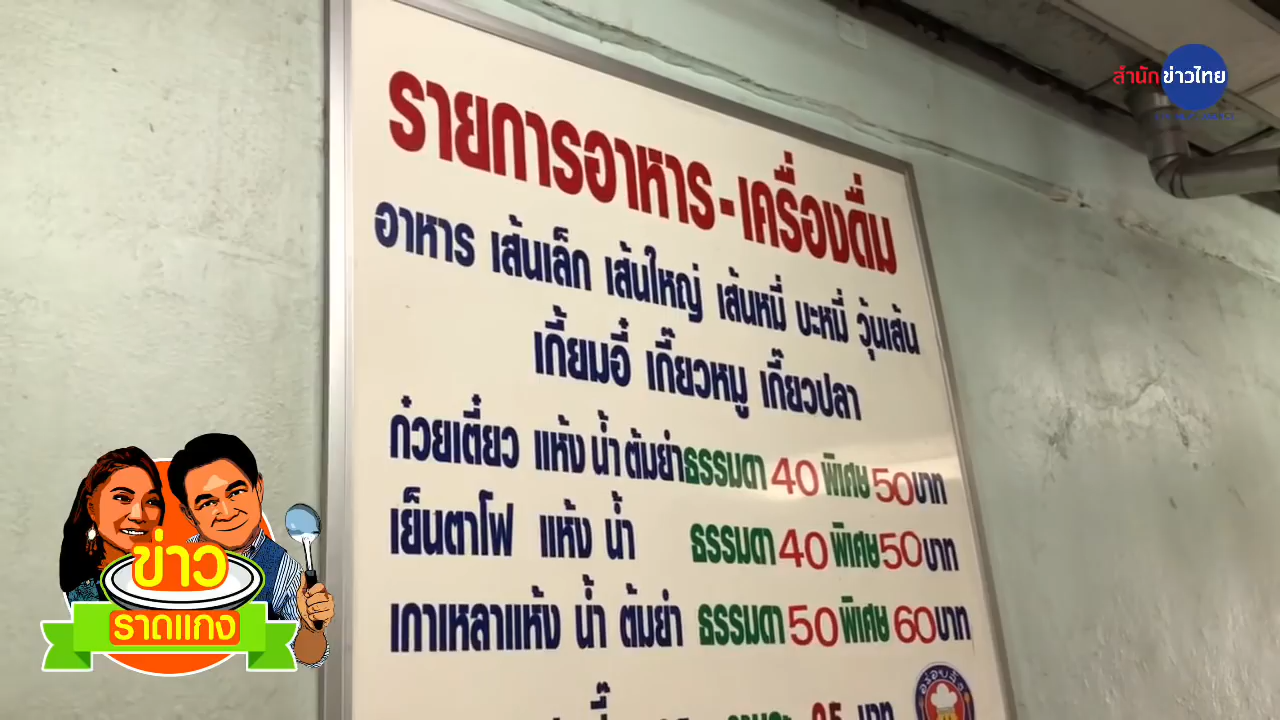 สำนักข่าวไทย
รายการอาหาร-เครื่องดื่ม
อาหาร เส้นเล็ก เส้นใหญ่ เส้นหมี่ บะหมี่ วุ้นเส้น
เกี้ยมอี๋ เกี๊ยวหมู เกี๊ยวปลา
ก๋วยเตี๋ยว แห้ง น้ำ ต้มยำ ธรรมดา 40 พิเศษ 50 บาท
เย็นตาโฟ แห้ง น้ำ ธรรมดา 40 พิเศษ 50 บาท
เกาเหลาแห้ง น้ำ ต้มยำ ธรรมดา 50 พิเศษ 60 บาท
บาท
ข่าว
ราดแกง